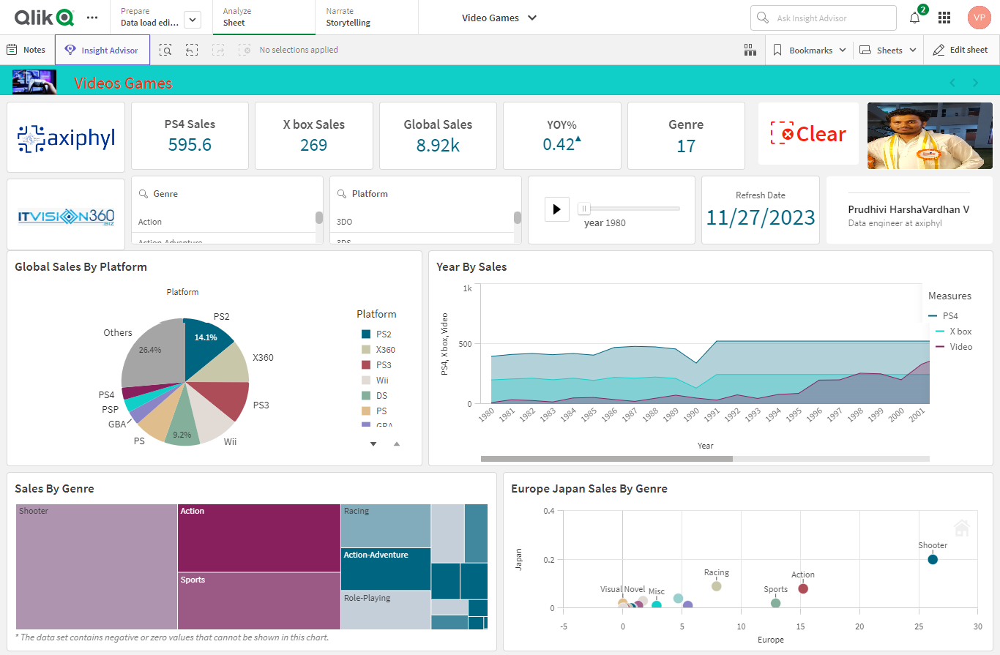 Qlik
Prepare
Data load edi...
Analyze
Sheet
Narrate
Storytelling
Video Games
Ask Insight Advisor
2
VP
Notes
Insight Advisor
No selections applied
Bookmarks
Sheets
Edit sheet
Videos Games
axiphyl
PS4 Sales
595.6
X box Sales
269
Global Sales
8.92k
YOY%
0.42▲
Genre
17
Clear
ITVISION360
.BIZ
Genre
Action
Action-Adventure
Platform
3DO
3DS
year 1980
Refresh Date
11/27/2023
Prudhivi HarshaVardhan V
Data engineer at axiphyl
Global Sales By Platform
Platform
PS2
X360
PS3
Wii
PS
GBA
PSP
PS4
Others
14.1%
9.2%
26.4%
Platform
PS2
X360
PS3
Wii
DS
PS
GBA
Year By Sales
PS4, X box, Video
1k
500
0
1980
1981
1982
1983
1984
1985
1986
1987
1988
1989
1990
1991
1992
1993
1994
1995
1996
1997
1998
1999
2000
2001
Year
Measures
PS4
X box
Video
Sales By Genre
Shooter
Action
Sports
Racing
Action-Adventure
Role-Playing
* The data set contains negative or zero values that cannot be shown in this chart.
Europe Japan Sales By Genre
Japan
0.4
0.2
0
Visual Novel
Misc
Racing
Sports
Action
Shooter
-5
0
5
10
15
20
25
30
Europe